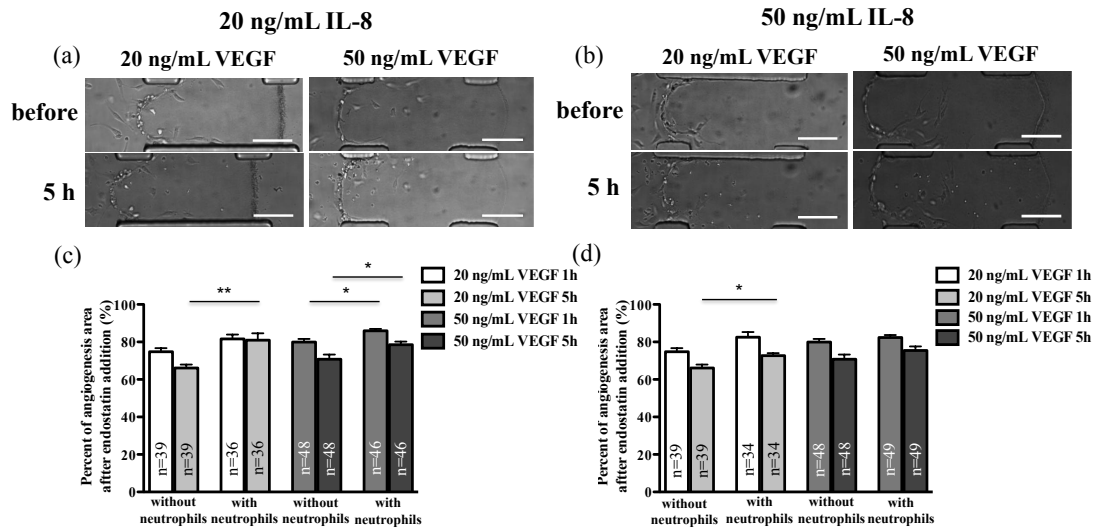 20 ng/mL IL-8
50 ng/mL IL-8
(a)
20 ng/mL VEGF
50 ng/mL VEGF
(b)
20 ng/mL VEGF
50 ng/mL VEGF
before
5 h
before
5 h
(c)
Percent of angiogenesis area
aftter endostatin addition (%)
100
80
60
40
20
0
**
*
*
n=39
n=39
n=36
n=36
n=48
n=48
n=46
n=46
without
neutrophils
with
neutrophils
without
neutrophils
with
neutrophils
20 ng/mL VEGF 1h
20 ng/mL VEGF 5h
50 ng/mL VEGF 1h
50 ng/mL VEGF 5h
(d)
Percent of angiogenesis area
after endostatin addition (%)
100
80
60
40
20
0
*
n=39
n=39
n=34
n=34
n=48
n=48
n=49
n=49
without
neutrophils
with
neutrophils
without
neutrophils
with
neutrophils
20 ng/mL VEGF 1h
20 ng/mL VEGF 5h
50 ng/mL VEGF 1h
50 ng/mL VEGF 5h